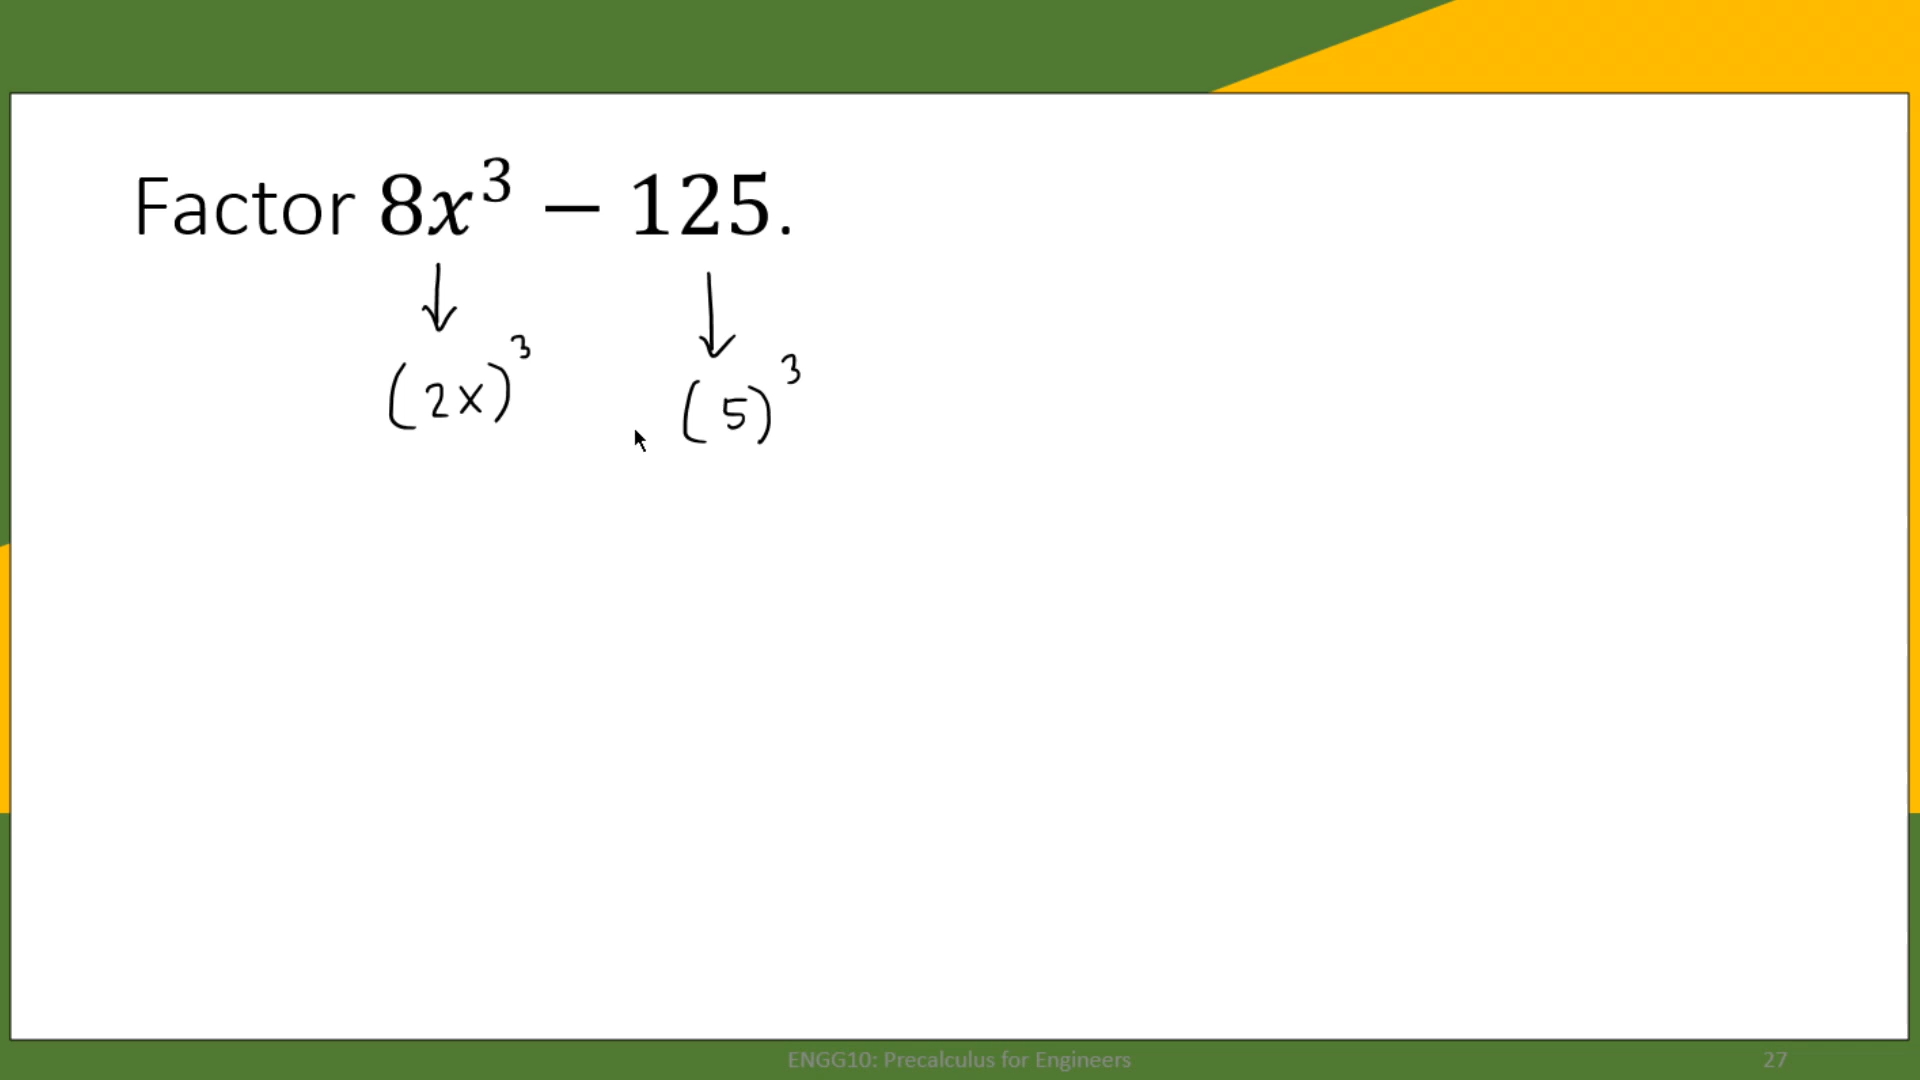 Factor 8x³ − 125.
↓ ↓
(2x)³ (5)³
ENGG10: Precalculus for Engineers 27